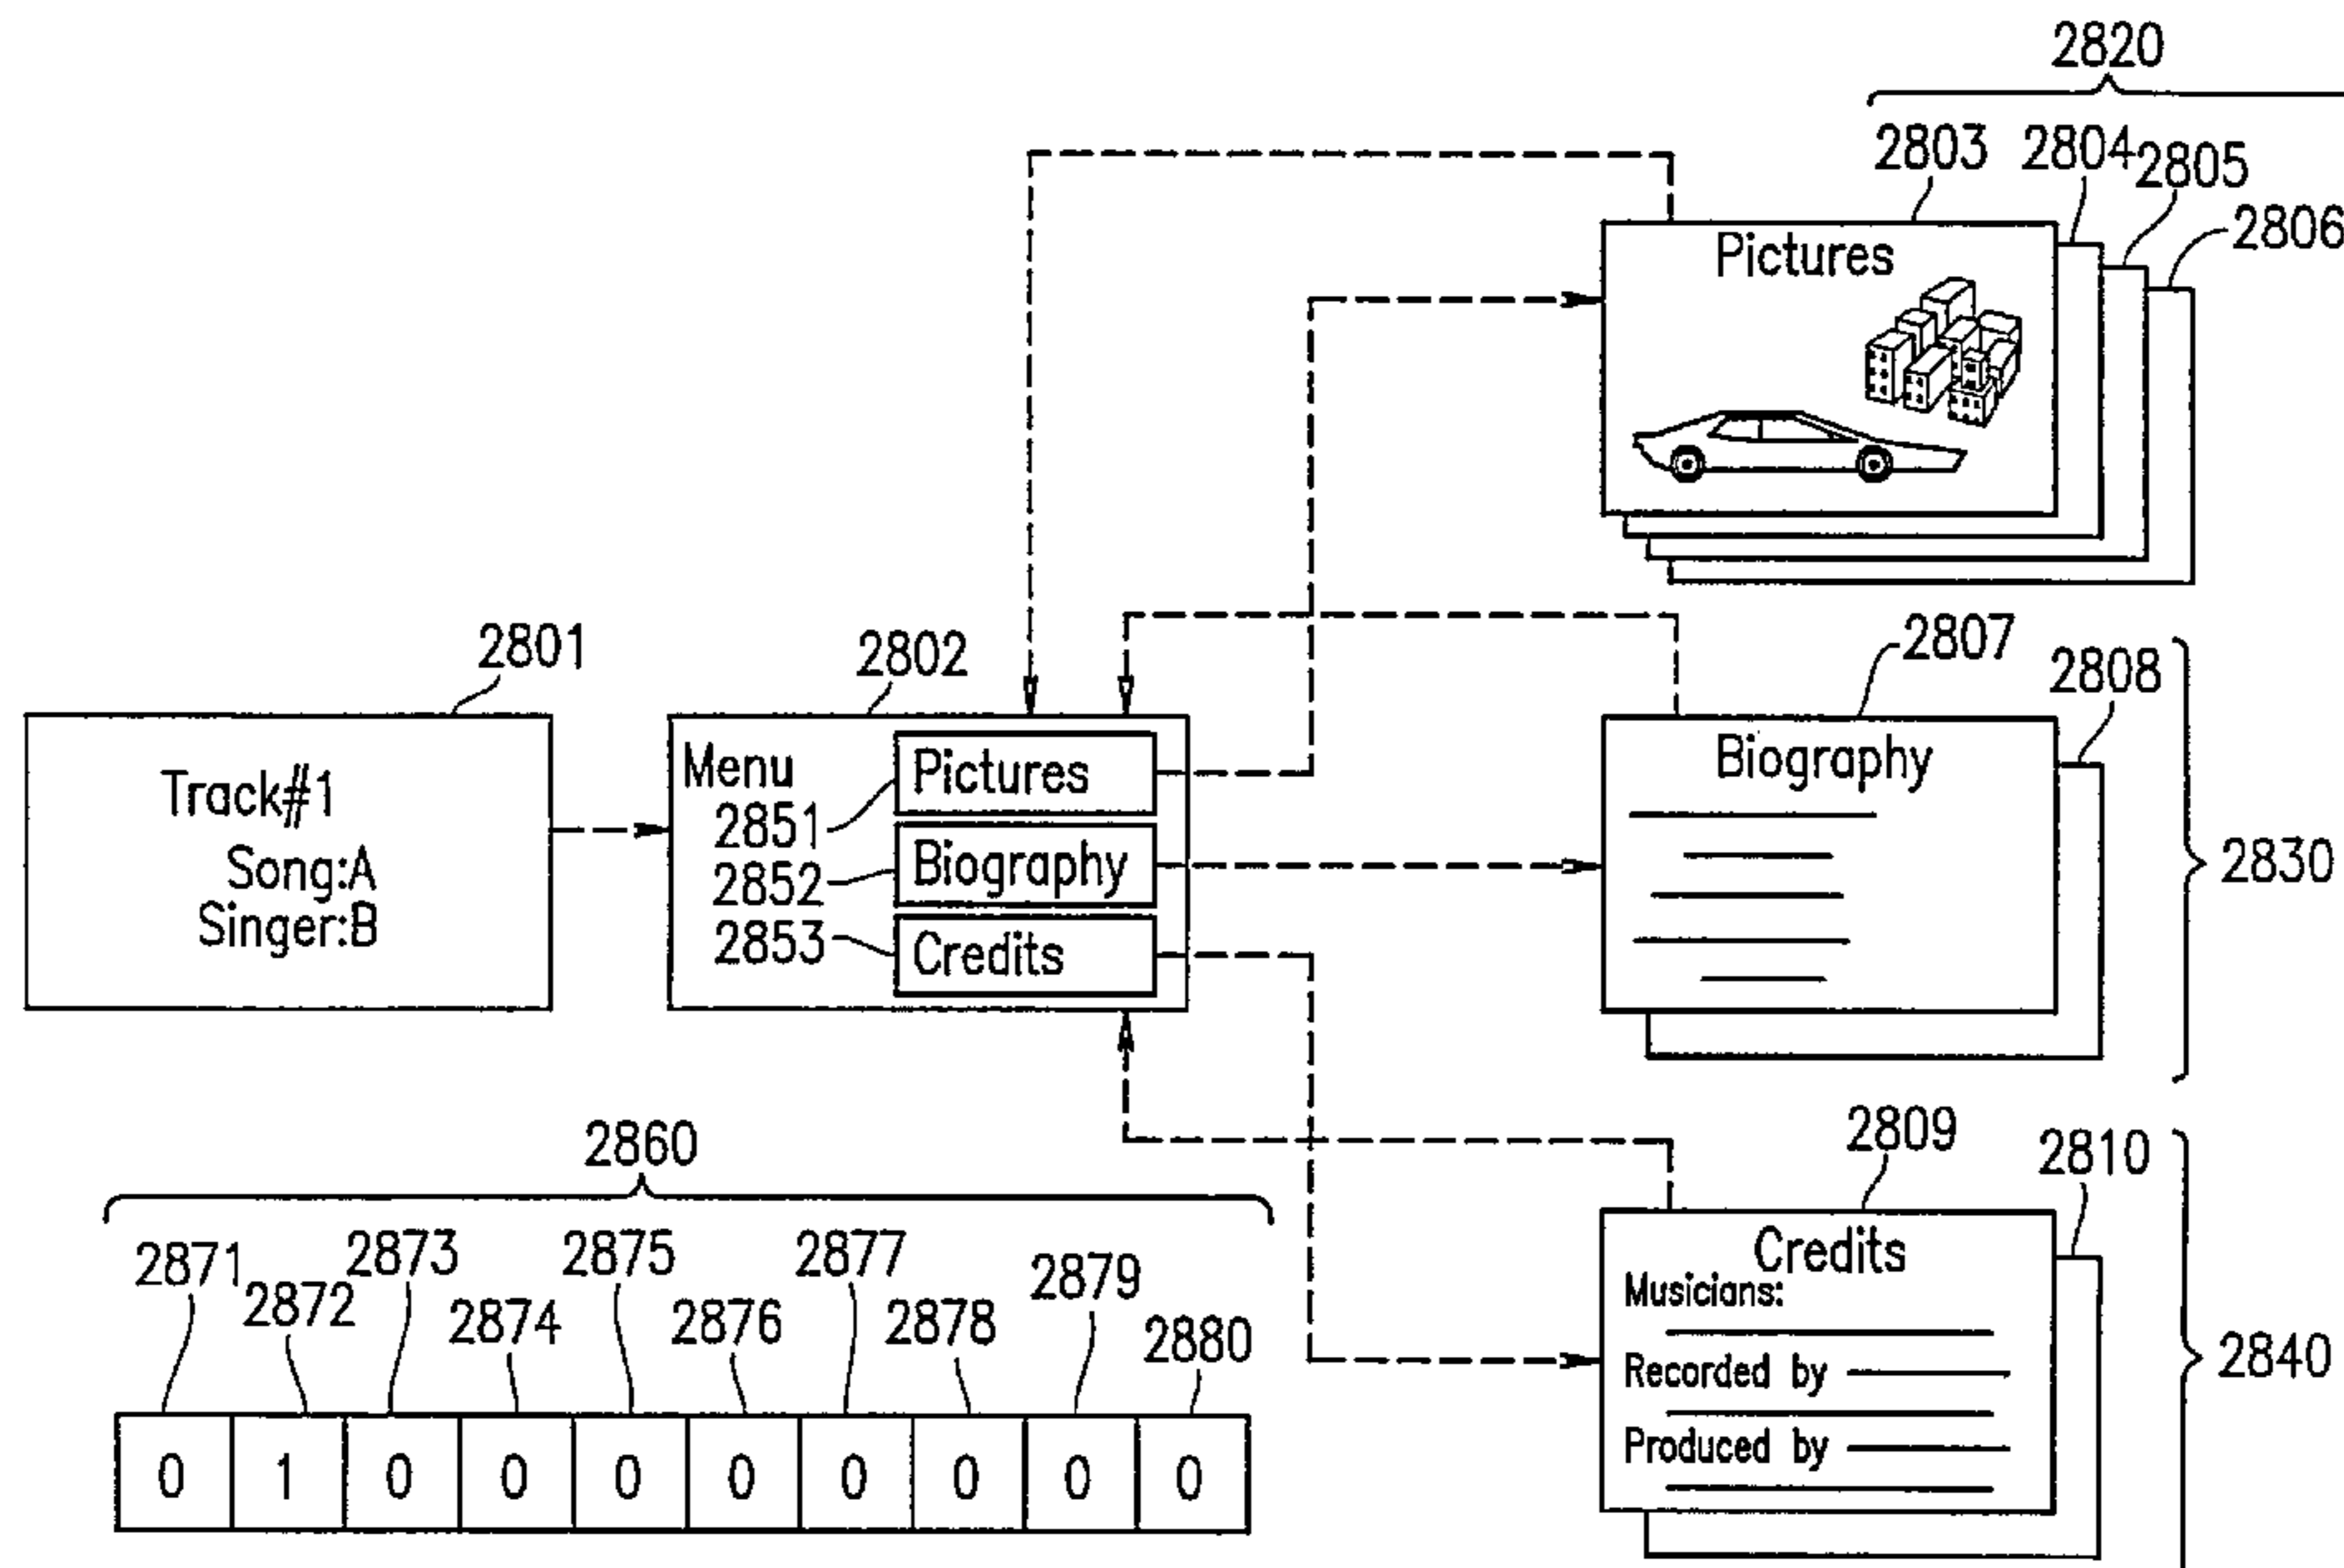 2820
2803 2804 2805
2806
Pictures
2801
2802
2807
2808
Track#1
Song:A
Singer:B
Menu
Pictures
2851
Biography
2852
Credits
2853
Biography
2830
2860
2809
2810
2871 2873 2875 2877 2879
2872 2874 2876 2878 2880
0 1 0 0 0 0 0 0 0 0
Credits
Musicians:
Recorded by
Produced by
2840